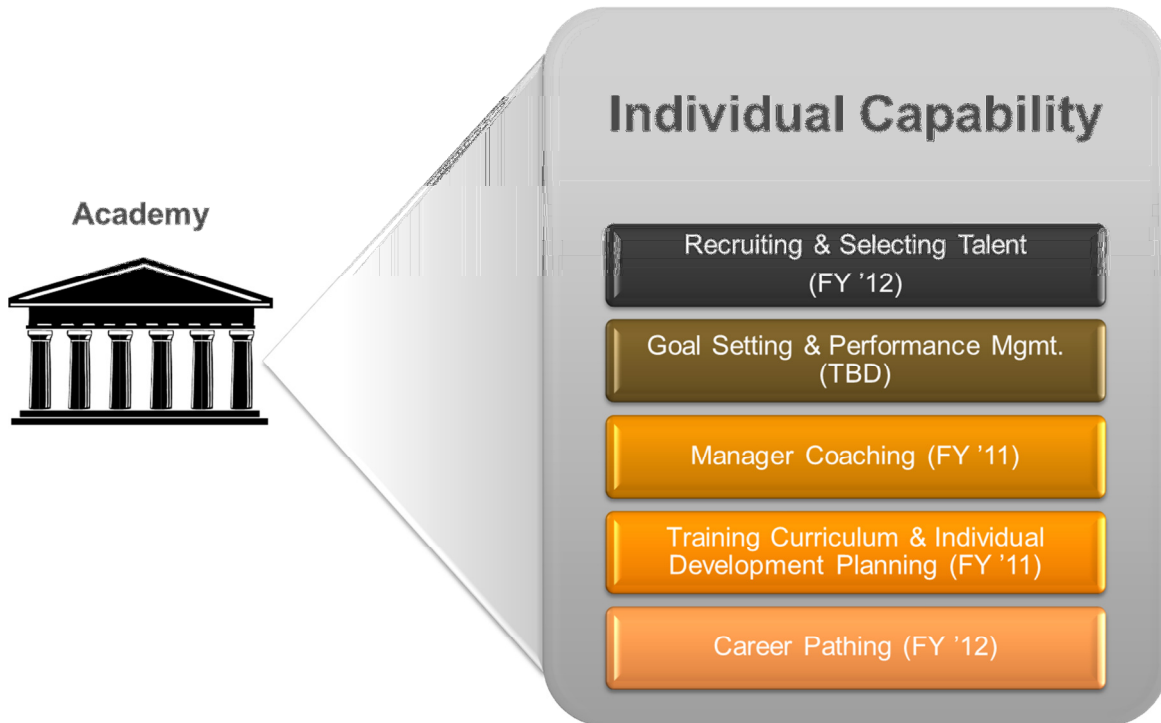 Individual Capability
Academy
Recruiting & Selecting Talent
(FY ’12)
Goal Setting & Performance Mgmt.
(TBD)
Manager Coaching (FY ’11)
Training Curriculum & Individual
Development Planning (FY ’11)
Career Pathing (FY ’12)